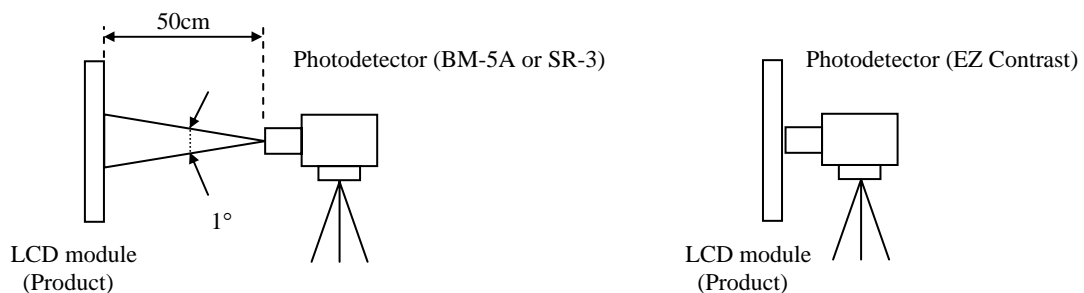 50cm
Photodetector (BM-5A or SR-3)
1°
LCD module
(Product)
Photodetector (EZ Contrast)
LCD module
(Product)